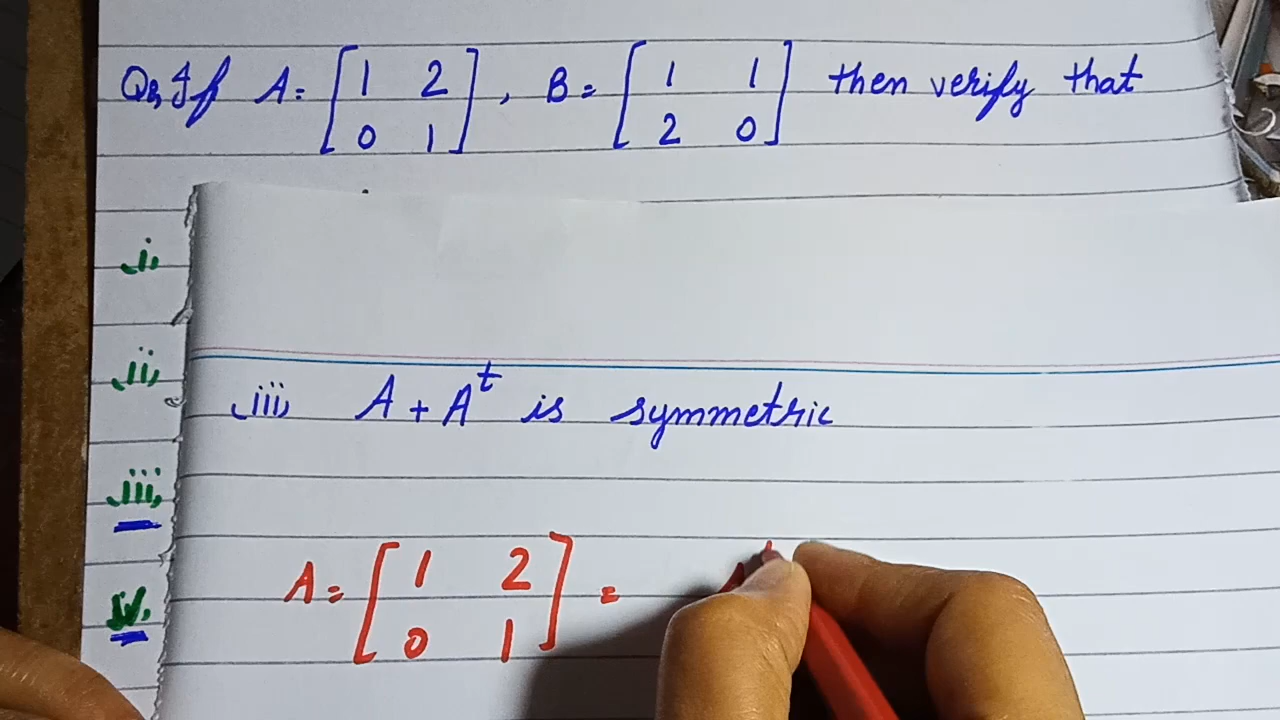 Q3, If A = [1 2 0 1], B = [1 1 2 0] then verify that
i,
ii,
iii, A + Aᵗ is symmetric
iii,
A = [1 2 0 1] =
iv,